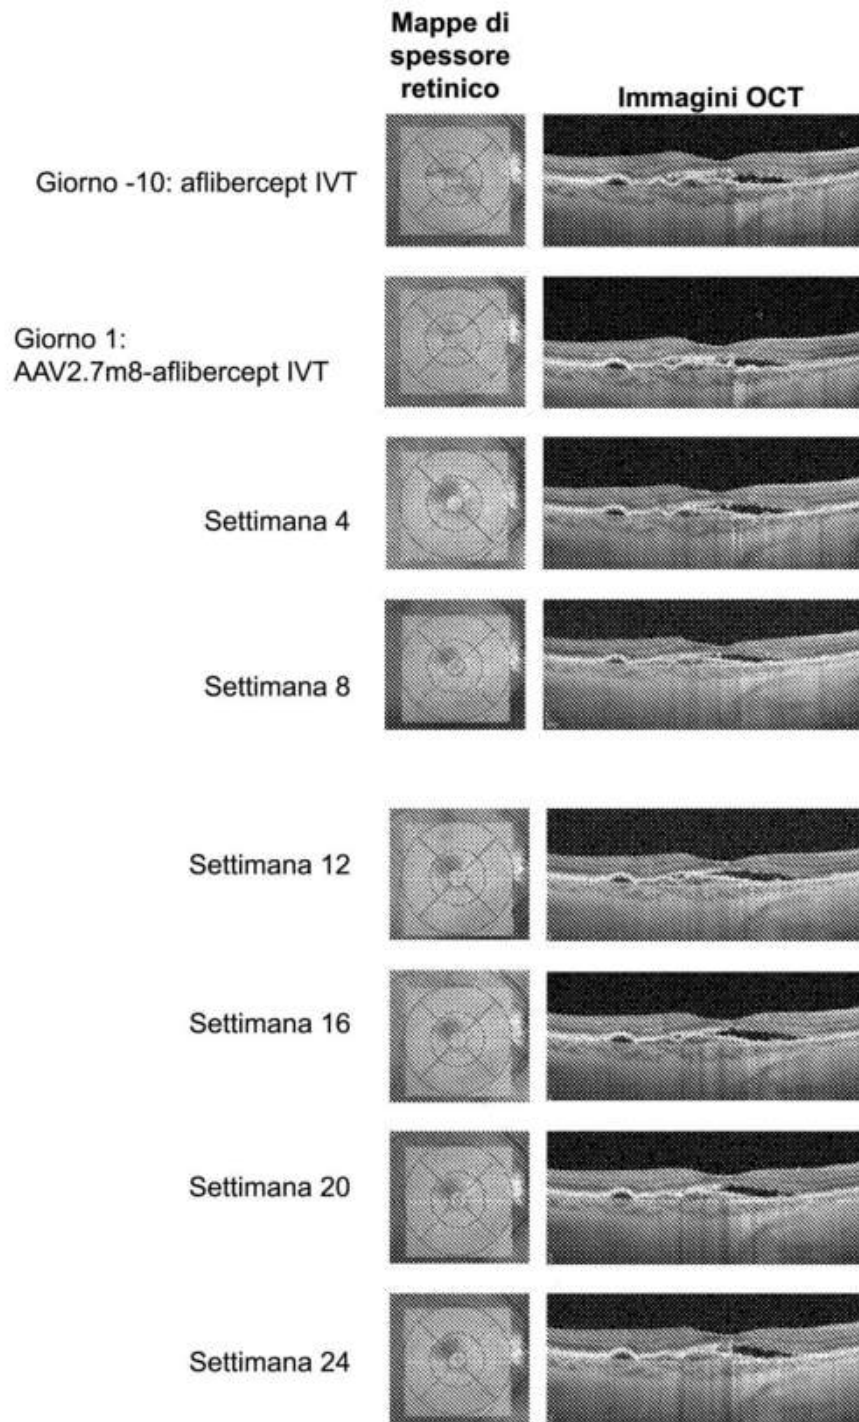 Mappe di
spessore
retinico
Immagini OCT
Giorno -10: aflibercept IVT
Giorno 1:
AAV2.7m8-aflibercept IVT
Settimana 4
Settimana 8
Settimana 12
Settimana 16
Settimana 20
Settimana 24